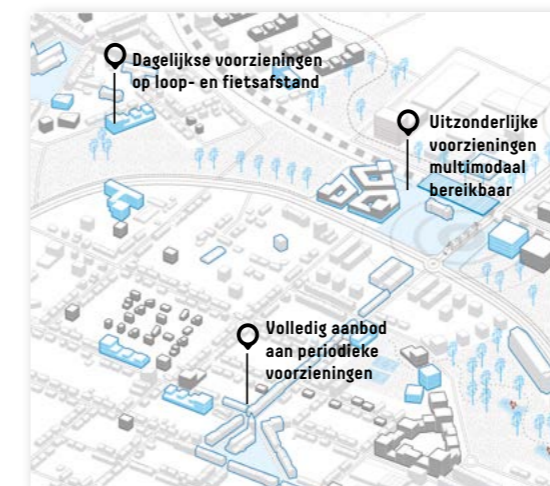 Dagelijkse voorzieningen
op loop- en fietsafstand
Uitzonderlijke
voorzieningen
multimodaal
bereikbaar
Volledig aanbod
aan periodieke
voorzieningen